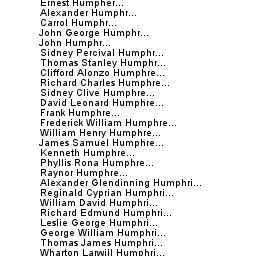 Ernest Humpher...
Alexander Humphr...
Carrol Humphr...
John George Humphr...
John Humphr...
Sidney Percival Humphr...
Thomas Stanley Humphr...
Clifford Alonzo Humphre...
Richard Charles Humphre...
Sidney Clive Humphre...
David Leonard Humphre...
Frank Humphre...
Frederick William Humphre...
William Henry Humphre...
James Samuel Humphre...
Kenneth Humphre...
Phyllis Rona Humphre...
Raynor Humphre...
Alexander Glendinning Humphri...
Reginald Cyprian Humphri...
William David Humphri...
Richard Edmund Humphri...
Leslie George Humphri...
George William Humphri...
Thomas James Humphri...
Wharton Larwill Humphri...